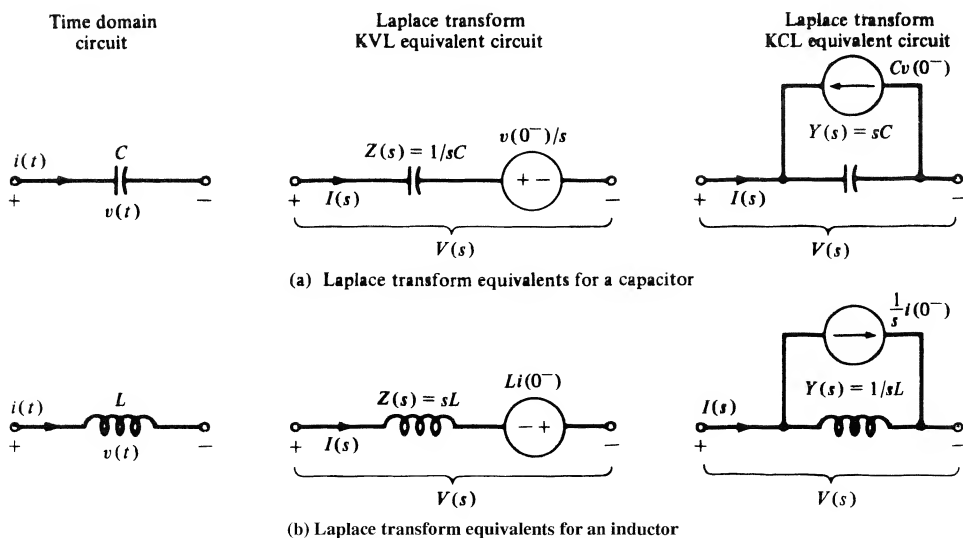 Time domain
circuit
Laplace transform
KVL equivalent circuit
Laplace transform
KCL equivalent circuit
i(t)
C
+
v(t)
−
Z(s) = 1/sC
v(0⁻)/s
+ −
+
I(s)
−
V(s)
Cv(0⁻)
Y(s) = sC
+
I(s)
−
V(s)
(a) Laplace transform equivalents for a capacitor
i(t)
L
+
v(t)
−
Z(s) = sL
Li(0⁻)
− +
+
I(s)
−
V(s)
1/s i(0⁻)
Y(s) = 1/sL
I(s)
+
−
V(s)
(b) Laplace transform equivalents for an inductor